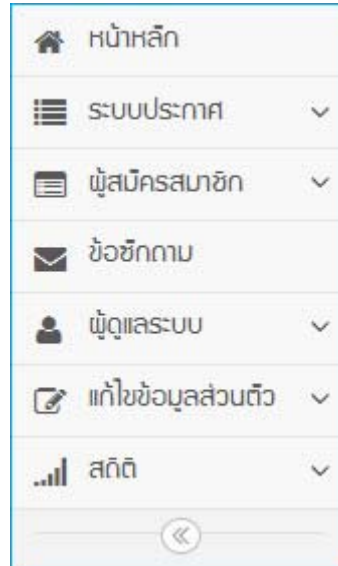 หน้าหลัก
ระบบประกาศ
ผู้สมัครสมาชิก
ข้อซักถาม
ผู้ดูแลระบบ
แก้ไขข้อมูลส่วนตัว
สถิติ